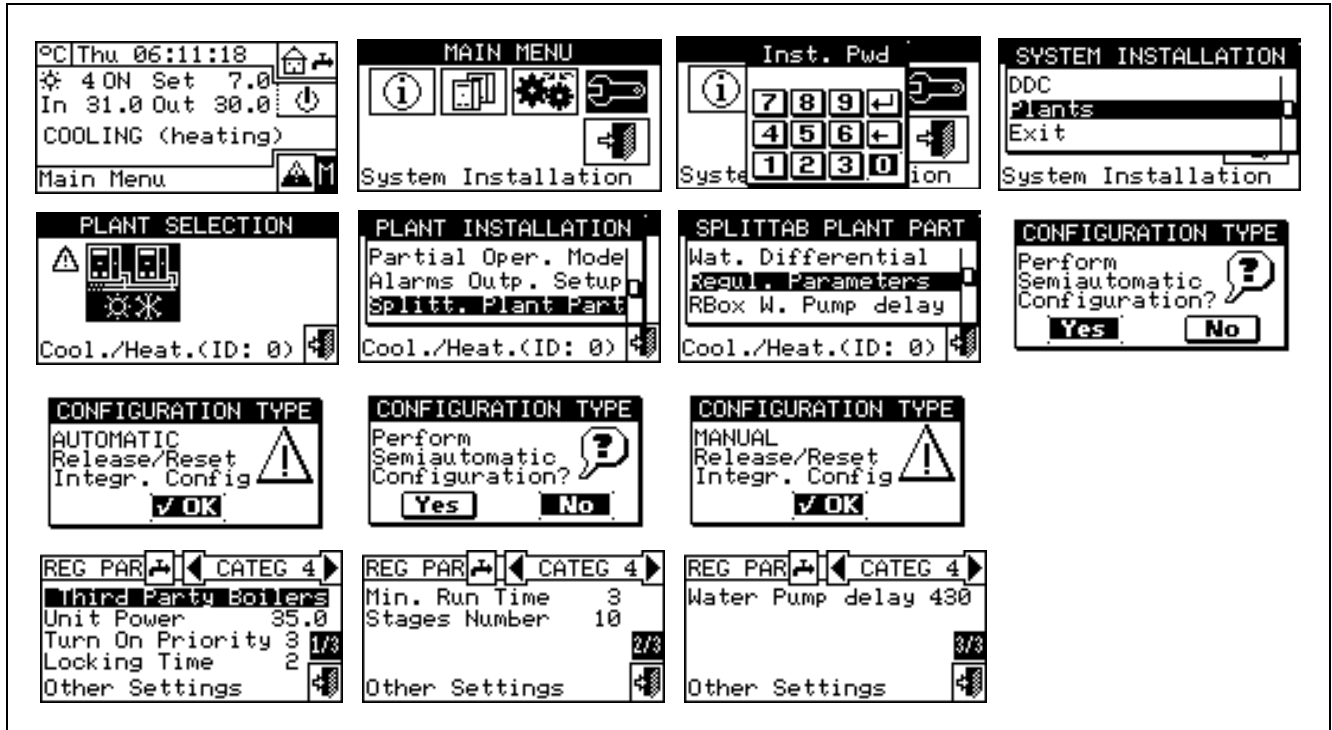 ºC Thu 06:11:18
4 ON Set 7.0
In 31.0 Out 30.0
COOLING (heating)
Main Menu M
MAIN MENU
i
System Installation
Inst. Pwd
i
7 8 9
4 5 6
1 2 3 0
Syste ion
SYSTEM INSTALLATION
DDC
Plants
Exit
System Installation
PLANT SELECTION
Cool./Heat.(ID: 0)
PLANT INSTALLATION
Partial Oper. Mode
Alarms Outp. Setup
Splitt. Plant Part
Cool./Heat.(ID: 0)
SPLITTAB PLANT PART
Wat. Differential
Regul. Parameters
RBox W. Pump delay
Cool./Heat.(ID: 0)
CONFIGURATION TYPE
Perform
Semiautomatic
Configuration?
Yes No
CONFIGURATION TYPE
AUTOMATIC
Release/Reset
Integr. Config
√ OK
CONFIGURATION TYPE
Perform
Semiautomatic
Configuration?
Yes No
CONFIGURATION TYPE
MANUAL
Release/Reset
Integr. Config
√ OK
REG PAR CATEG 4
Third Party Boilers
Unit Power 35.0
Turn On Priority 3 1/3
Locking Time 2
Other Settings
REG PAR CATEG 4
Min. Run Time 3
Stages Number 10
2/3
Other Settings
REG PAR CATEG 4
Water Pump delay 430
3/3
Other Settings